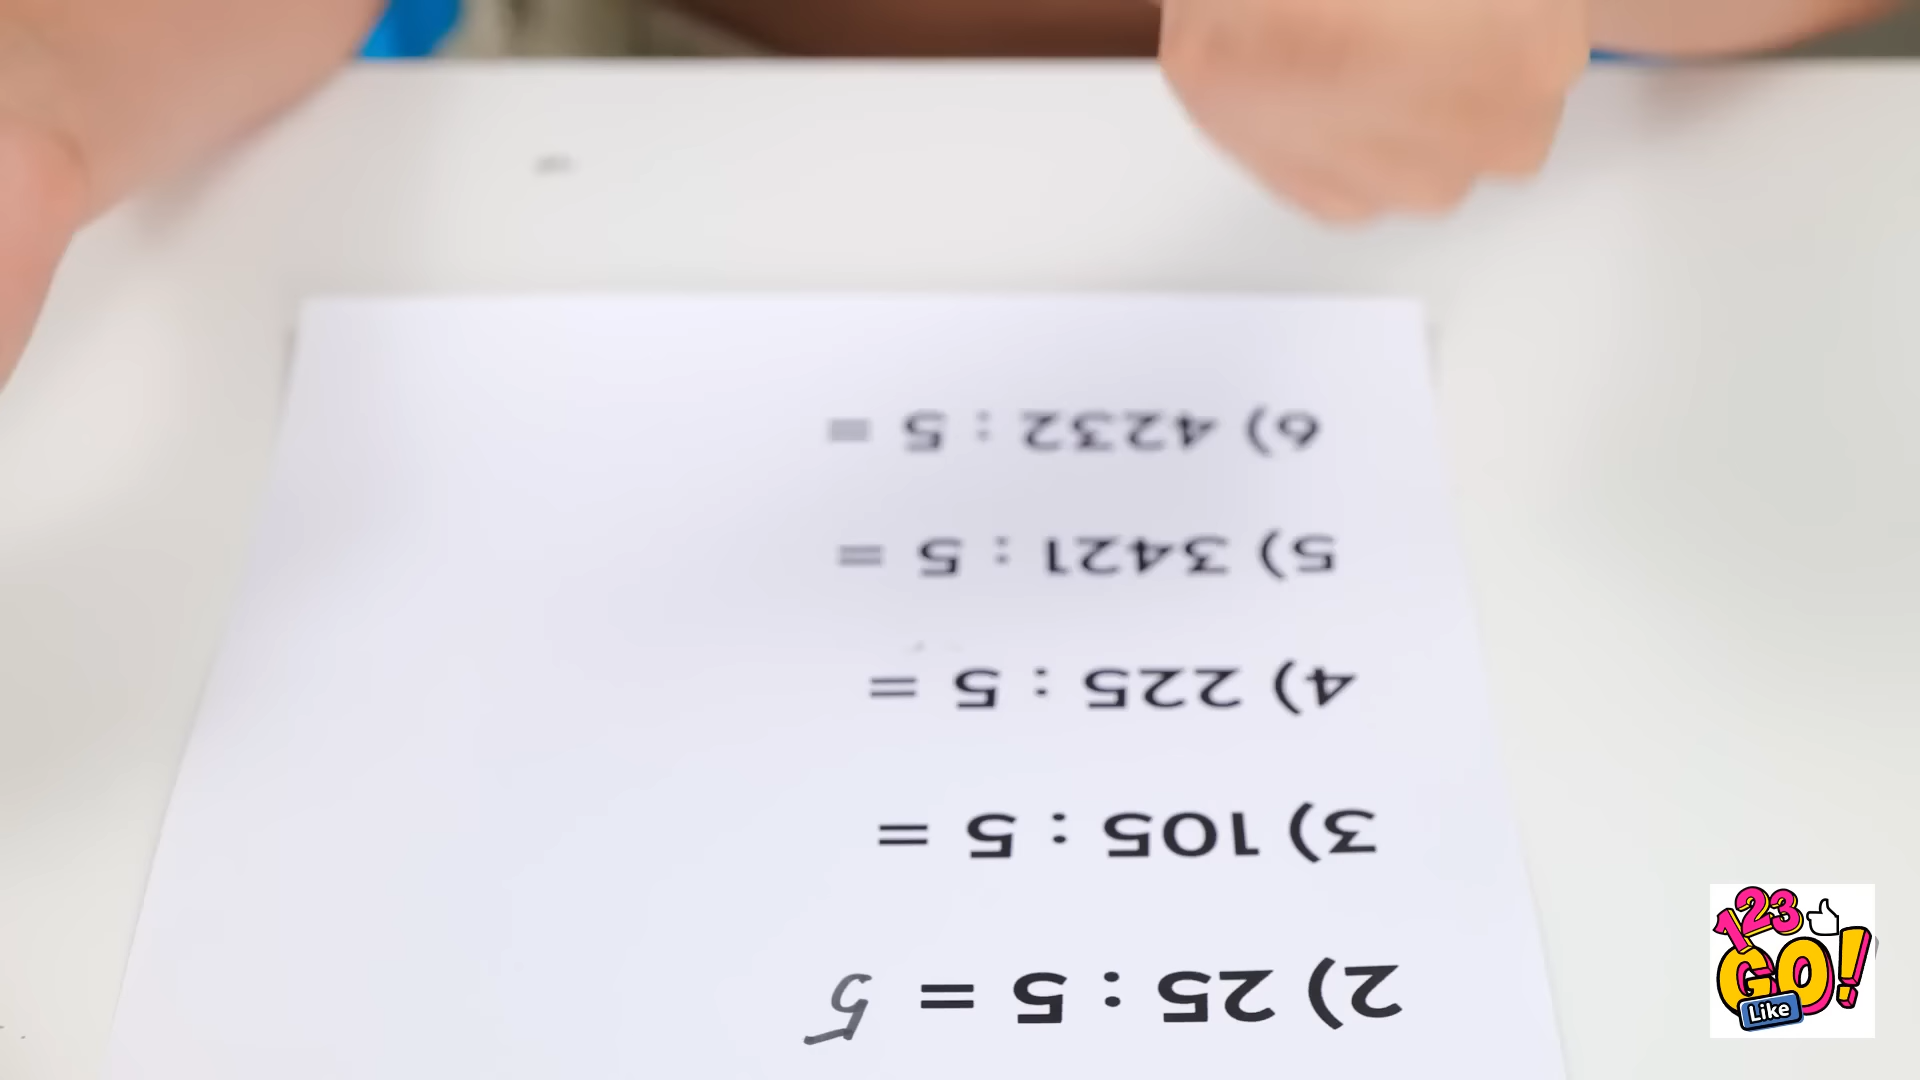 2) 25 : 5 = 5
3) 105 : 5 =
4) 225 : 5 =
5) 3421 : 5 =
6) 4232 : 5 =
123
GO!
Like